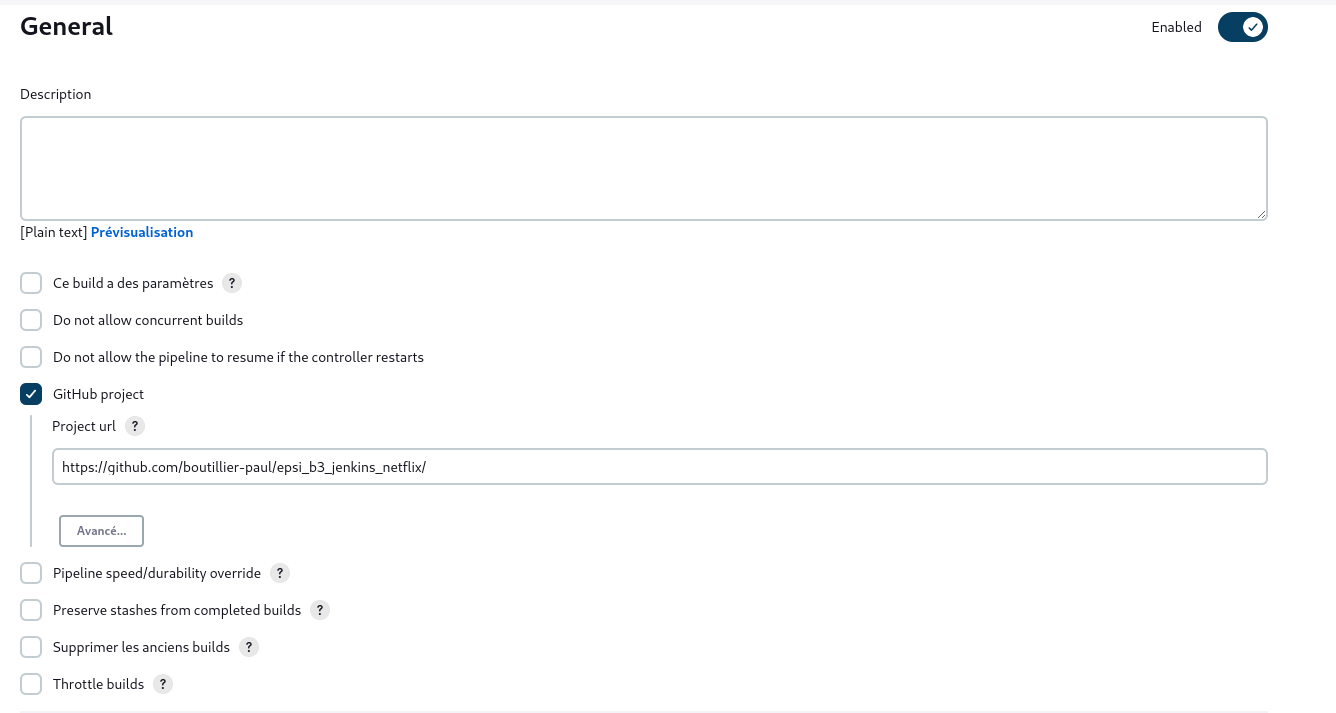 General
Enabled
Description
[Plain text] Prévisualisation
Ce build a des paramètres ?
Do not allow concurrent builds
Do not allow the pipeline to resume if the controller restarts
GitHub project
Project url ?
https://github.com/boutillier-paul/epsi_b3_jenkins_netflix/
Avancé...
Pipeline speed/durability override ?
Preserve stashes from completed builds ?
Supprimer les anciens builds ?
Throttle builds ?